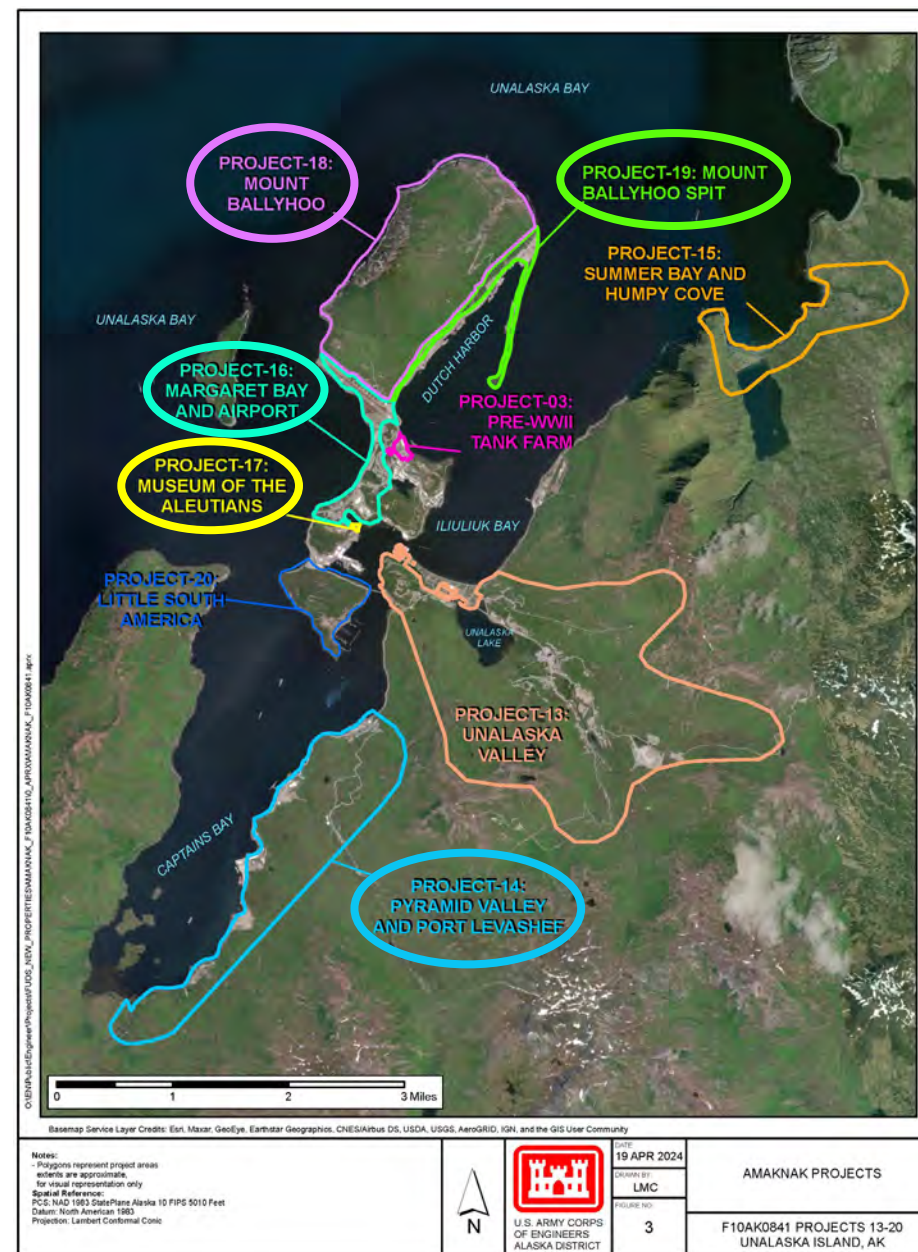 UNALASKA BAY
PROJECT-18:
MOUNT
BALLYHOO
PROJECT-19: MOUNT
BALLYHOO SPIT
PROJECT-15:
SUMMER BAY AND
HUMPY COVE
UNALASKA BAY
DUTCH HARBOR
PROJECT-16:
MARGARET BAY
AND AIRPORT
PROJECT-03:
PRE-WWII
TANK FARM
PROJECT-17:
MUSEUM OF THE
ALEUTIANS
ILIULIUK BAY
PROJECT-20:
LITTLE SOUTH
AMERICA
UNALASKA
LAKE
PROJECT-13:
UNALASKA
VALLEY
CAPTAINS BAY
PROJECT-14:
PYRAMID VALLEY
AND PORT LEVASHEF
0 1 2 3 Miles
Basemap Service Layer Credits: Esri, Maxar, GeoEye, Earthstar Geographics, CNES/Airbus DS, USDA, USGS, AeroGRID, IGN, and the GIS User Community
Notes:
- Polygons represent project areas
extents are approximate,
for visual representation only
Spatial Reference:
PCS: NAD 1983 StatePlane Alaska 10 FIPS 5010 Feet
Datum: North American 1983
Projection: Lambert Conformal Conic
N
U.S. ARMY CORPS
OF ENGINEERS
ALASKA DISTRICT
DATE
19 APR 2024
DRAWN BY
LMC
FIGURE NO.
3
AMAKNAK PROJECTS
F10AK0841 PROJECTS 13-20
UNALASKA ISLAND, AK